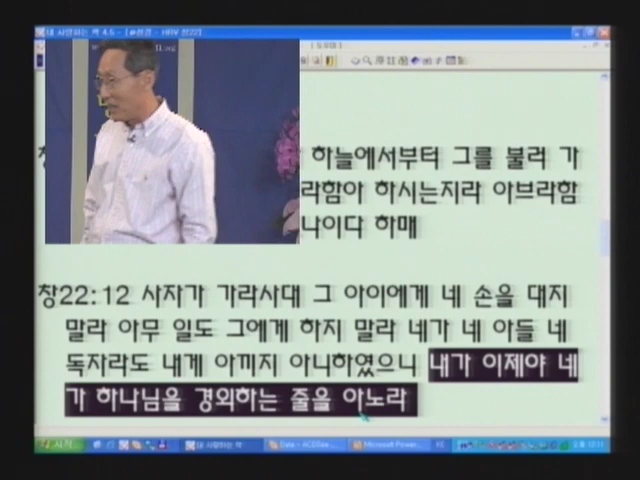 하늘에서부터 그를 불러 가
라함아 하시는지라 아브라함
나이다 하매
창22:12 사자가 가라사대 그 아이에게 네 손을 대지
말라 아무 일도 그에게 하지 말라 네가 네 아들 네
독자라도 내게 아끼지 아니하였으니 내가 이제야 네
가 하나님을 경외하는 줄을 아노라
시작